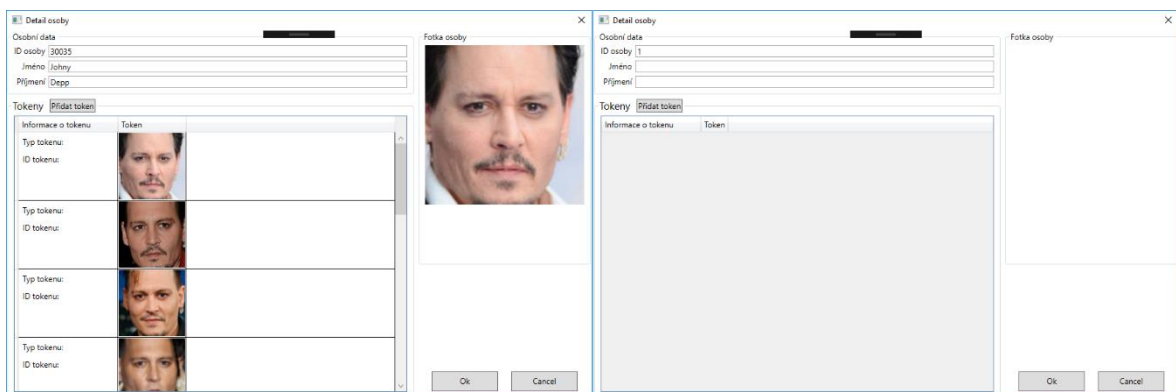 Detail osoby
Osobní data
ID osoby 30035
Jméno Johny
Příjmení Depp
Tokeny Přidat token
Informace o tokenu Token
Typ tokenu:
ID tokenu:
Typ tokenu:
ID tokenu:
Typ tokenu:
ID tokenu:
Typ tokenu:
ID tokenu:
Fotka osoby
Ok Cancel
Detail osoby
Osobní data
ID osoby 1
Jméno
Příjmení
Tokeny Přidat token
Informace o tokenu Token
Fotka osoby
Ok Cancel